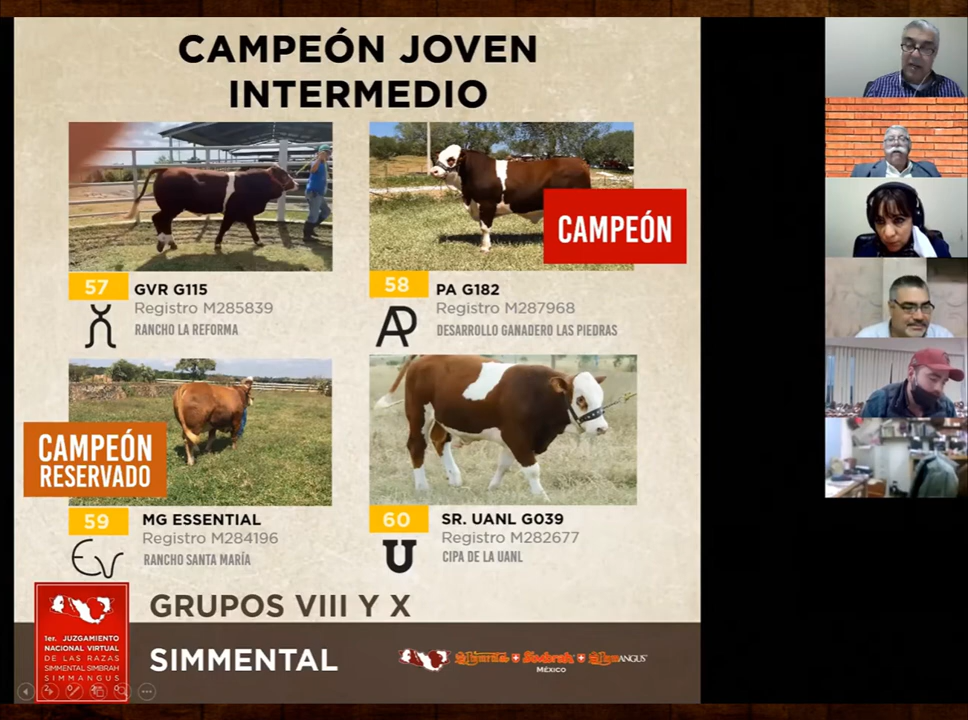 CAMPEÓN JOVEN
INTERMEDIO
CAMPEÓN
57
GVR G115
Registro M285839
RANCHO LA REFORMA
58
PA G182
Registro M287968
DESARROLLO GANADERO LAS PIEDRAS
CAMPEÓN
RESERVADO
59
MG ESSENTIAL
Registro M284196
RANCHO SANTA MARÍA
60
SR. UANL G039
Registro M282677
CIPA DE LA UANL
GRUPOS VIII Y X
1er. JUZGAMIENTO
NACIONAL VIRTUAL
DE LAS RAZAS
SIMMENTAL SIMBRAH
SIMMANGUS
SIMMENTAL
MÉXICO